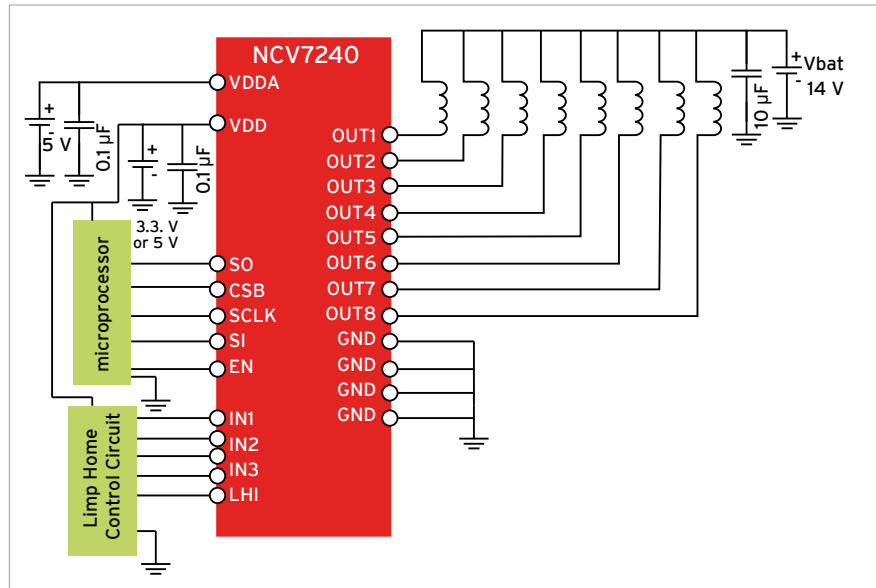 NCV7240
VDDA
VDD
+
-
5 V
0.1 µF
+
-
0.1 µF
3.3. V
or 5 V
microprocessor
SO
CSB
SCLK
SI
EN
Limp Home
Control Circuit
IN1
IN2
IN3
LHI
OUT1
OUT2
OUT3
OUT4
OUT5
OUT6
OUT7
OUT8
GND
GND
GND
GND
10 µF
+
-
Vbat
14 V